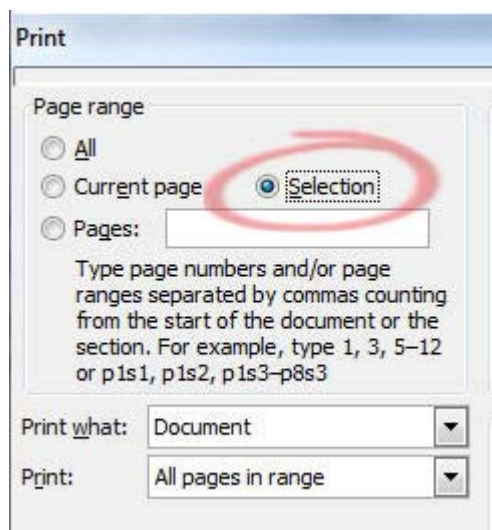 Print
Page range
All
Current page Selection
Pages:
Type page numbers and/or page
ranges separated by commas counting
from the start of the document or the
section. For example, type 1, 3, 5–12
or p1s1, p1s2, p1s3–p8s3
Print what: Document
Print: All pages in range